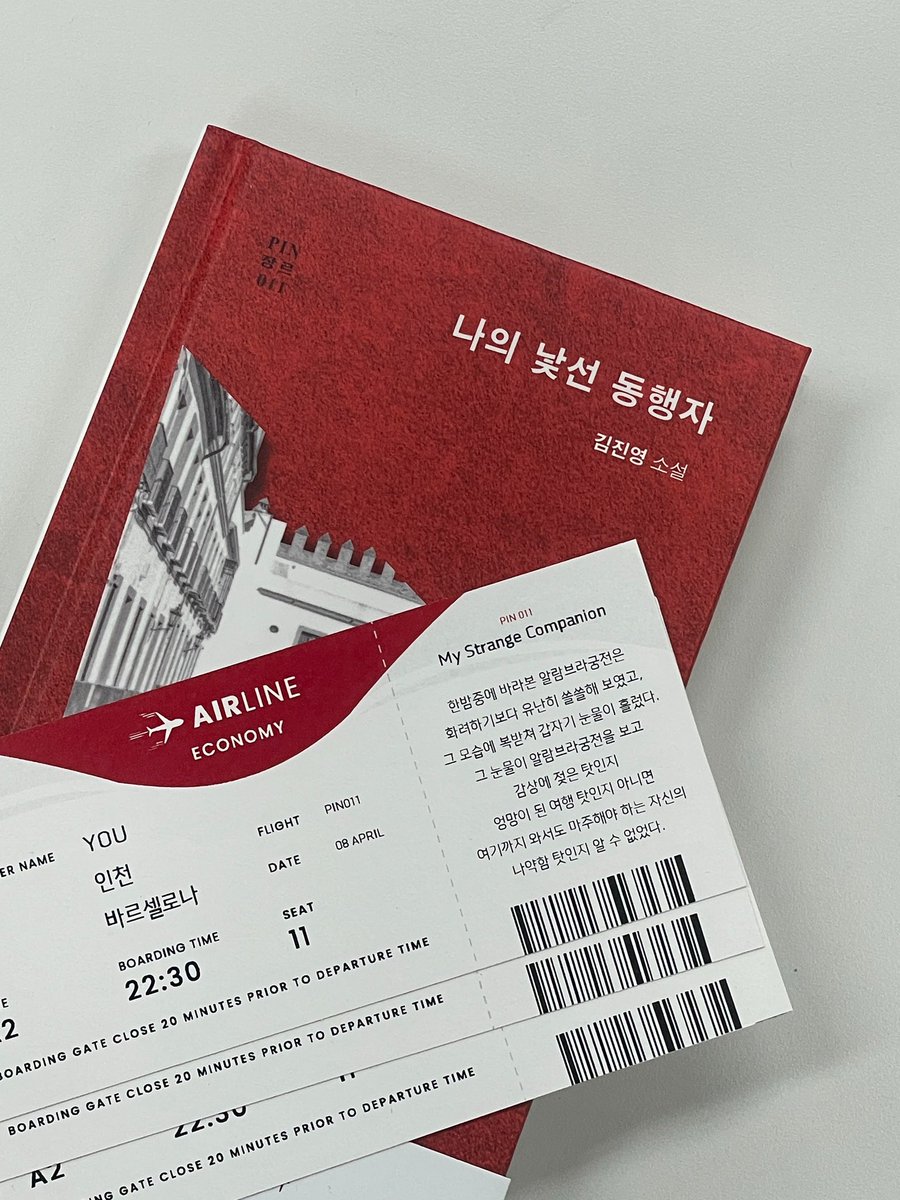 PIN
장르
011
나의 낯선 동행자
김진영 소설
AIRLINE
ECONOMY
ER NAME
YOU
인천
바르셀로나
FLIGHT
PIN011
DATE
08 APRIL
BOARDING TIME
22:30
SEAT
11
BOARDING GATE CLOSE 20 MINUTES PRIOR TO DEPARTURE TIME
PIN 011
My Strange Companion
한밤중에 바라본 알람브라궁전은
화려하기보다 유난히 쓸쓸해 보였고,
그 모습에 복받쳐 갑자기 눈물이 흘렀다.
그 눈물이 알람브라궁전을 보고
감상에 젖은 탓인지
엉망이 된 여행 탓인지 아니면
여기까지 와서도 마주해야 하는 자신의
나약함 탓인지 알 수 없었다.
BOARDING GATE CLOSE 20 MINUTES PRIOR TO DEPARTURE TIME
22:30
11
A2
BOARDING GATE CLOSE 20 MINUTES PRIOR TO DEPARTURE TIME